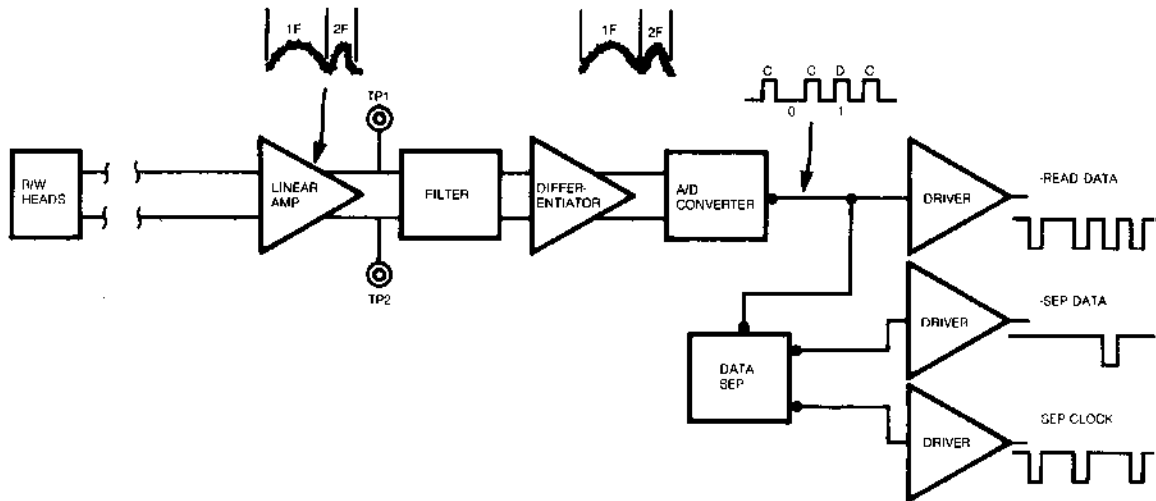 1F 2F
1F 2F
C C D C
0 1
TP1
R/W
HEADS
LINEAR
AMP
FILTER
DIFFER-
ENTIATOR
A/D
CONVERTER
DRIVER
-READ DATA
TP2
DATA
SEP
DRIVER
-SEP DATA
DRIVER
SEP CLOCK